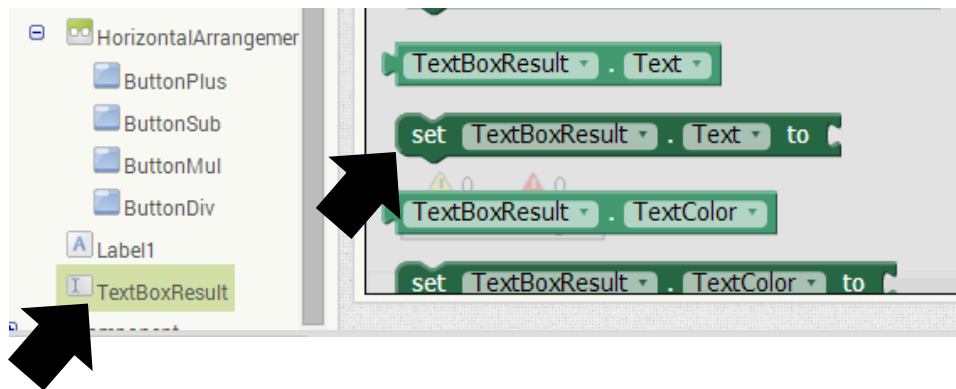 HorizontalArrangemer
ButtonPlus
ButtonSub
ButtonMul
ButtonDiv
A Label1
TextBoxResult
TextBoxResult . Text
set TextBoxResult . Text to
0 0
TextBoxResult . TextColor
set TextBoxResult . TextColor to